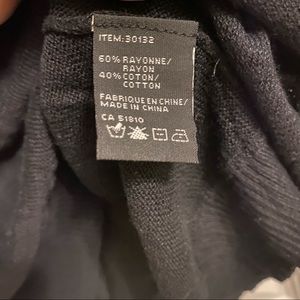 ITEM:30132
60% RAYONNE/
RAYON
40% COTON/
COTTON
FABRIQUE EN CHINE/
MADE IN CHINA
CA 51810